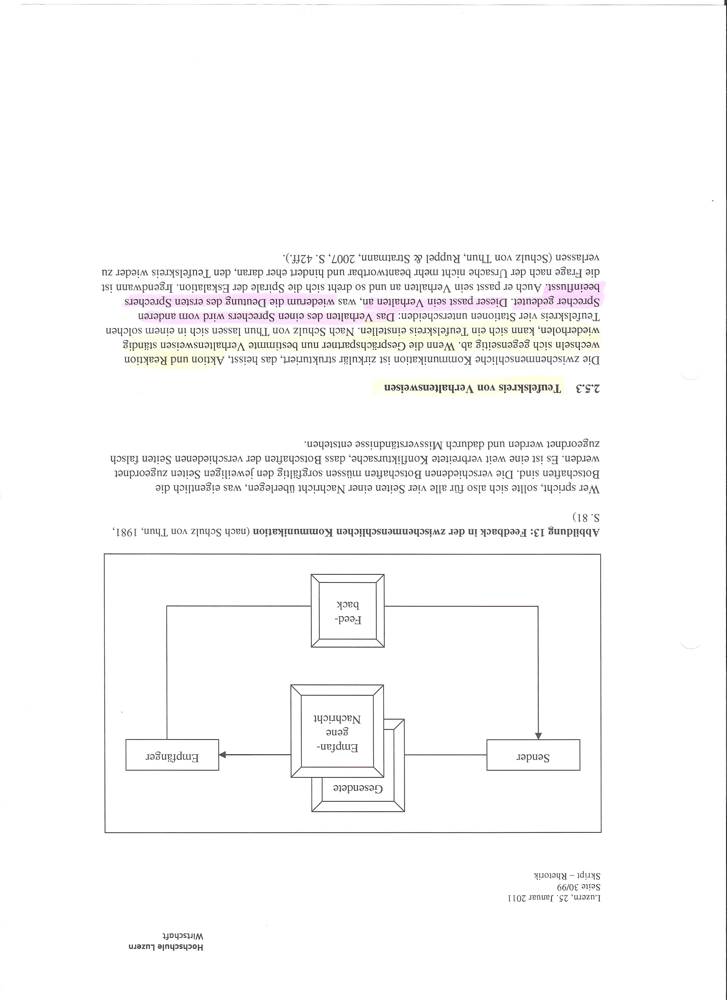 Hochschule Luzern
Wirtschaft
Luzern, 25. Januar 2011
Seite 30/99
Skript – Rhetorik
Gesendete
Sender
Empfan-
gene
Nachricht
Empfänger
Feed-
back
Abbildung 13: Feedback in der zwischenmenschlichen Kommunikation (nach Schulz von Thun, 1981,
S. 81)
Wer spricht, sollte sich also für alle vier Seiten einer Nachricht überlegen, was eigentlich die
Botschaften sind. Die verschiedenen Botschaften müssen sorgfältig den jeweiligen Seiten zugeordnet
werden. Es ist eine weit verbreitete Konfliktursache, dass Botschaften der verschiedenen Seiten falsch
zugeordnet werden und dadurch Missverständnisse entstehen.
2.5.3 Teufelskreis von Verhaltensweisen
Die zwischenmenschliche Kommunikation ist zirkulär strukturiert, das heisst, Aktion und Reaktion
wechseln sich gegenseitig ab. Wenn die Gesprächspartner nun bestimmte Verhaltensweisen ständig
wiederholen, kann sich ein Teufelskreis einstellen. Nach Schulz von Thun lassen sich in einem solchen
Teufelskreis vier Stationen unterscheiden: Das Verhalten des einen Sprechers wird vom anderen
Sprecher gedeutet. Dieser passt sein Verhalten an, was wiederum die Deutung des ersten Sprechers
beeinflusst. Auch er passt sein Verhalten an und so dreht sich die Spirale der Eskalation. Irgendwann ist
die Frage nach der Ursache nicht mehr beantwortbar und hindert eher daran, den Teufelskreis wieder zu
verlassen (Schulz von Thun, Ruppel & Stratmann, 2007, S. 42ff.).